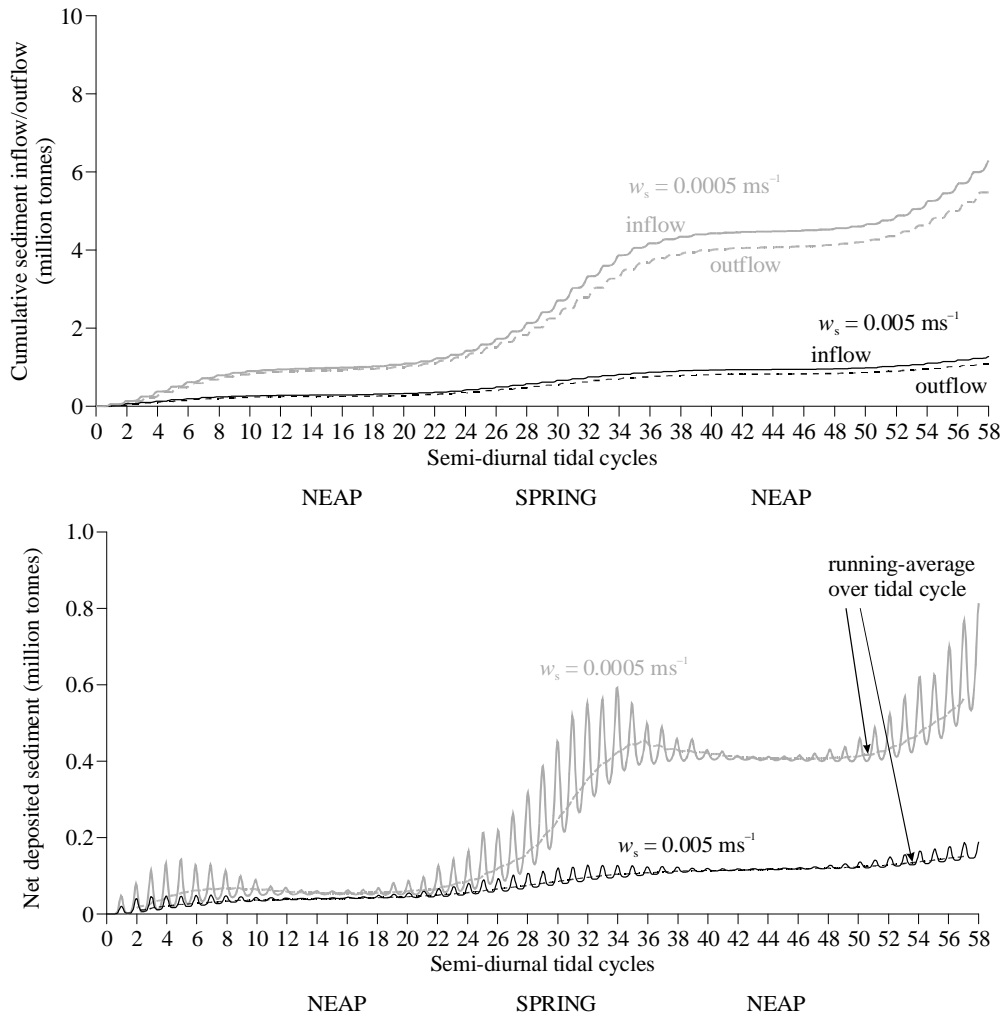 Cumulative sediment inflow/outflow
(million tonnes)
10
8
6
4
2
0
w_s = 0.0005 ms⁻¹
inflow
outflow
w_s = 0.005 ms⁻¹
inflow
outflow
0 2 4 6 8 10 12 14 16 18 20 22 24 26 28 30 32 34 36 38 40 42 44 46 48 50 52 54 56 58
Semi-diurnal tidal cycles
NEAP SPRING NEAP
Net deposited sediment (million tonnes)
1.0
0.8
0.6
0.4
0.2
0
running-average
over tidal cycle
w_s = 0.0005 ms⁻¹
w_s = 0.005 ms⁻¹
0 2 4 6 8 10 12 14 16 18 20 22 24 26 28 30 32 34 36 38 40 42 44 46 48 50 52 54 56 58
Semi-diurnal tidal cycles
NEAP SPRING NEAP